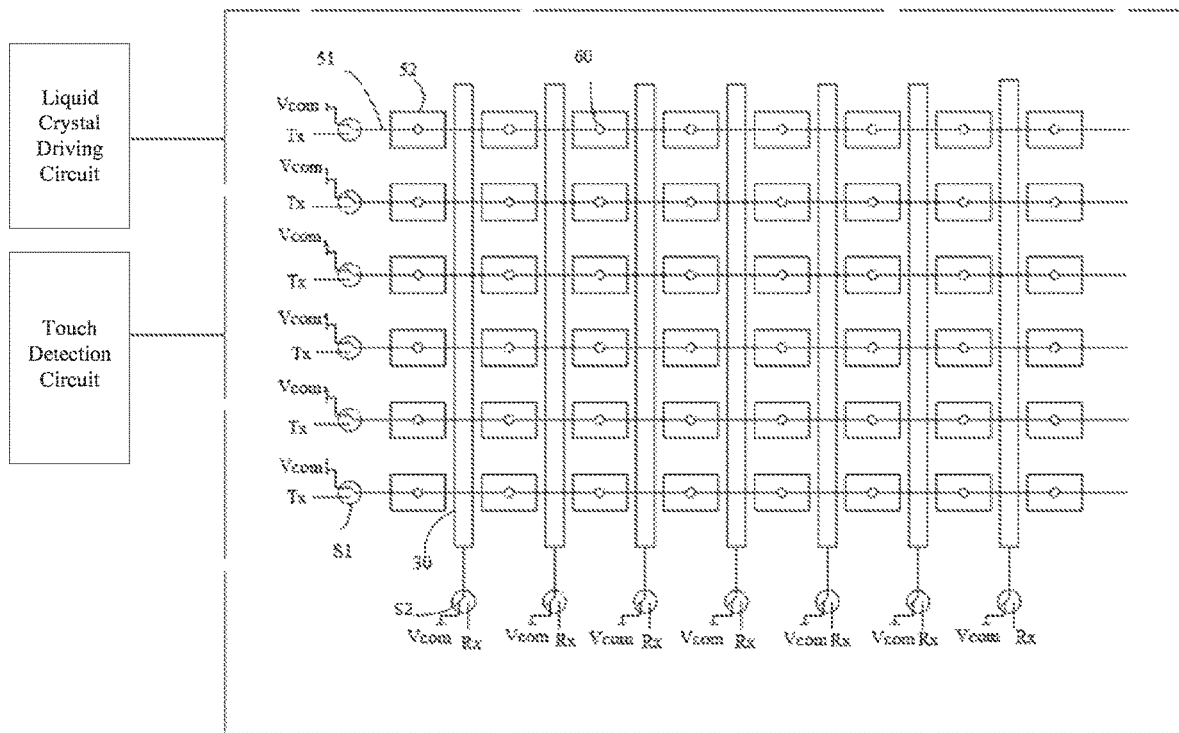 Liquid
Crystal
Driving
Circuit
Touch
Detection
Circuit
51
52
60
Vcom
Tx
Vcom
Tx
Vcom
Tx
Vcom
Tx
Vcom
Tx
Vcom
Tx
S1
30
S2
Vcom Rx Vcom Rx Vcom Rx Vcom Rx Vcom Rx Vcom Rx Vcom Rx